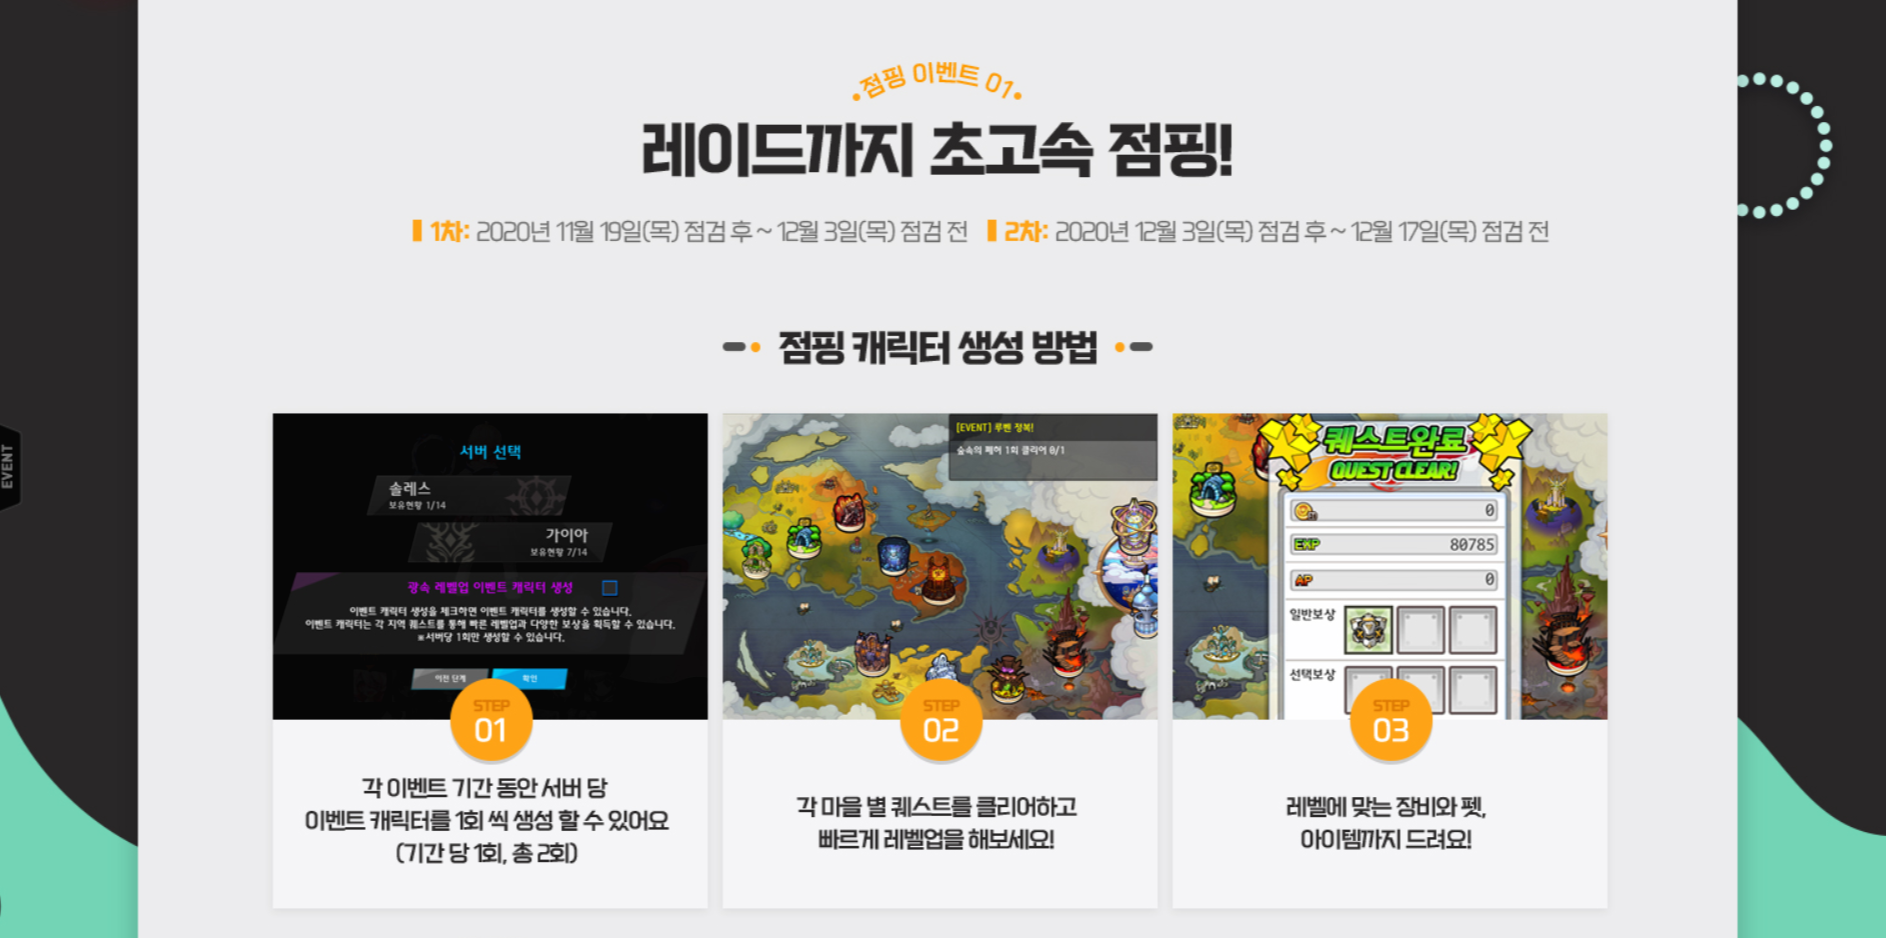 점핑 이벤트 01
레이드까지 초고속 점핑!
1차: 2020년 11월 19일(목) 점검 후 ~ 12월 3일(목) 점검 전 2차: 2020년 12월 3일(목) 점검 후 ~ 12월 17일(목) 점검 전
점핑 캐릭터 생성 방법
EVENT
서버 선택
솔레스
보유현황 1/14
가이아
보유현황 7/14
광속 레벨업 이벤트 캐릭터 생성
이벤트 캐릭터 생성을 체크하면 이벤트 캐릭터를 생성할 수 있습니다.
이벤트 캐릭터는 각 지역 퀘스트를 통해 빠른 레벨업과 다양한 보상을 획득할 수 있습니다.
※서버당 1회만 생성할 수 있습니다.
이전 단계
확인
STEP
01
각 이벤트 기간 동안 서버 당
이벤트 캐릭터를 1회 씩 생성 할 수 있어요
(기간 당 1회, 총 2회)
[EVENT] 루벤 정복!
숲속의 폐허 1회 클리어 0/1
STEP
02
각 마을 별 퀘스트를 클리어하고
빠르게 레벨업을 해보세요!
퀘스트완료
QUEST CLEAR!
0
EXP 80785
AP 0
일반보상
선택보상
STEP
03
레벨에 맞는 장비와 펫,
아이템까지 드려요!